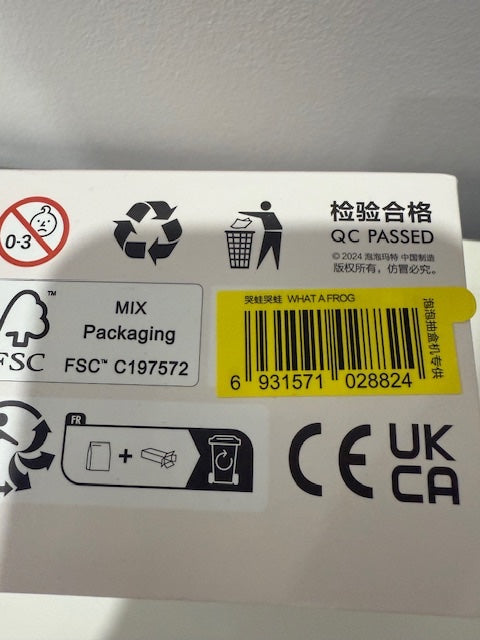 0-3
检验合格
QC PASSED
© 2024 泡泡玛特 中国制造
版权所有，仿冒必究。
™
FSC
MIX
Packaging
FSC™ C197572
哭蛙哭蛙 WHAT A FROG
6 931571 028824
泡泡抽盒机专供
FR
+
CE
UK
CA